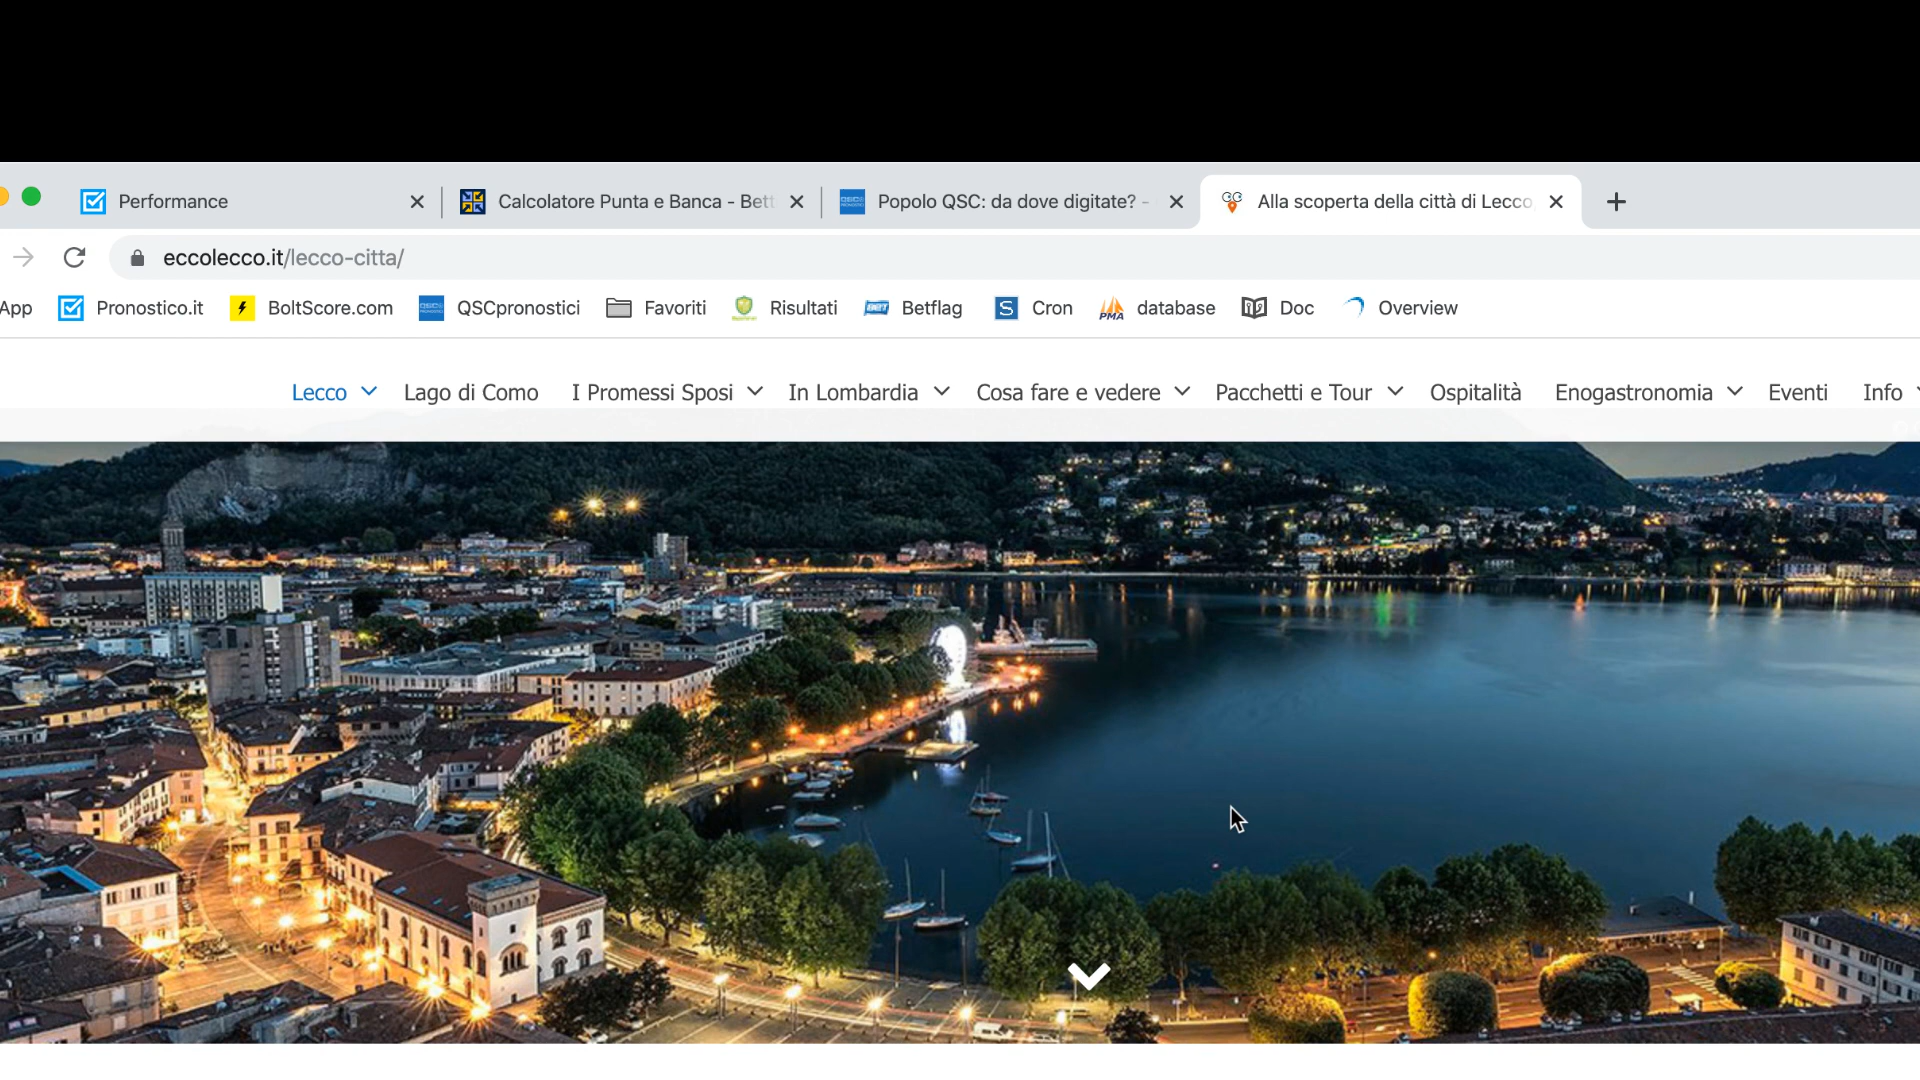 Performance
Calcolatore Punta e Banca - Bett
Popolo QSC: da dove digitate? -
Alla scoperta della città di Lecco
eccolecco.it/lecco-citta/
App Pronostico.it BoltScore.com QSCpronostici Favoriti Risultati BET Betflag S Cron PMA database Doc Overview
Lecco Lago di Como I Promessi Sposi In Lombardia Cosa fare e vedere Pacchetti e Tour Ospitalità Enogastronomia Eventi Info